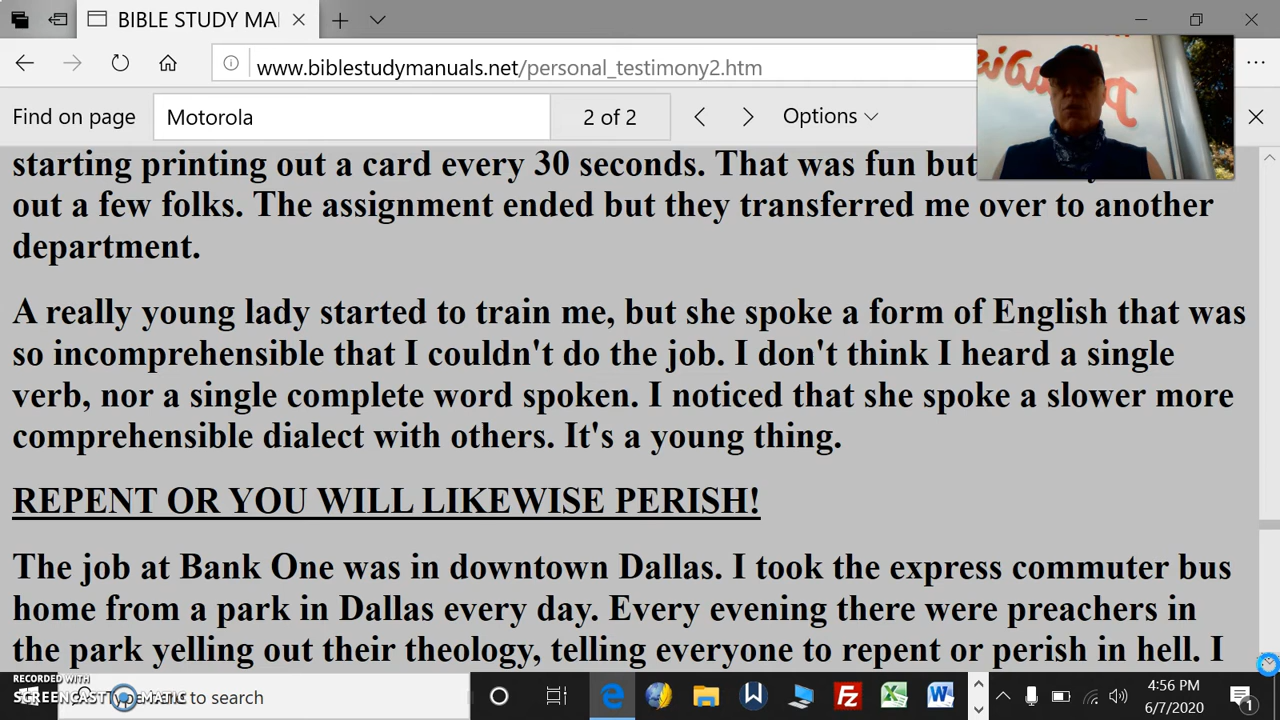 BIBLE STUDY MA
www.biblestudymanuals.net/personal_testimony2.htm
Find on page
Motorola
2 of 2
Options
starting printing out a card every 30 seconds. That was fun but
out a few folks. The assignment ended but they transferred me over to another
department.
A really young lady started to train me, but she spoke a form of English that was
so incomprehensible that I couldn't do the job. I don't think I heard a single
verb, nor a single complete word spoken. I noticed that she spoke a slower more
comprehensible dialect with others. It's a young thing.
REPENT OR YOU WILL LIKEWISE PERISH!
The job at Bank One was in downtown Dallas. I took the express commuter bus
home from a park in Dallas every day. Every evening there were preachers in
the park yelling out their theology, telling everyone to repent or perish in hell. I
RECORDED WITH
SCREENCAST MATIC
Type here to search
4:56 PM
6/7/2020
1